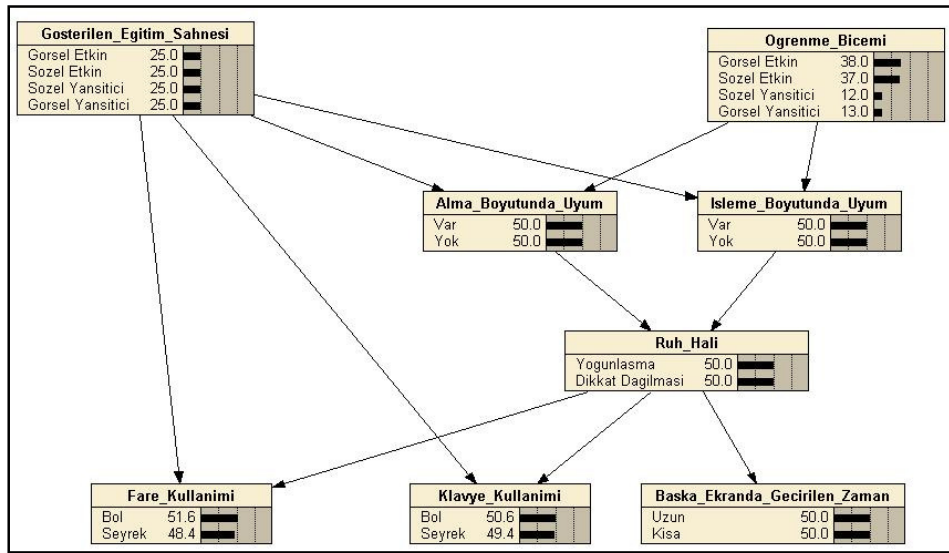 Gosterilen_Egitim_Sahnesi
Gorsel Etkin 25.0
Sozel Etkin 25.0
Sozel Yansitici 25.0
Gorsel Yansitici 25.0
Ogrenme_Bicemi
Gorsel Etkin 38.0
Sozel Etkin 37.0
Sozel Yansitici 12.0
Gorsel Yansitici 13.0
Alma_Boyutunda_Uyum
Var 50.0
Yok 50.0
Isleme_Boyutunda_Uyum
Var 50.0
Yok 50.0
Ruh_Hali
Yogunlasma 50.0
Dikkat Dagilmasi 50.0
Fare_Kullanimi
Bol 51.6
Seyrek 48.4
Klavye_Kullanimi
Bol 50.6
Seyrek 49.4
Baska_Ekranda_Gecirilen_Zaman
Uzun 50.0
Kisa 50.0